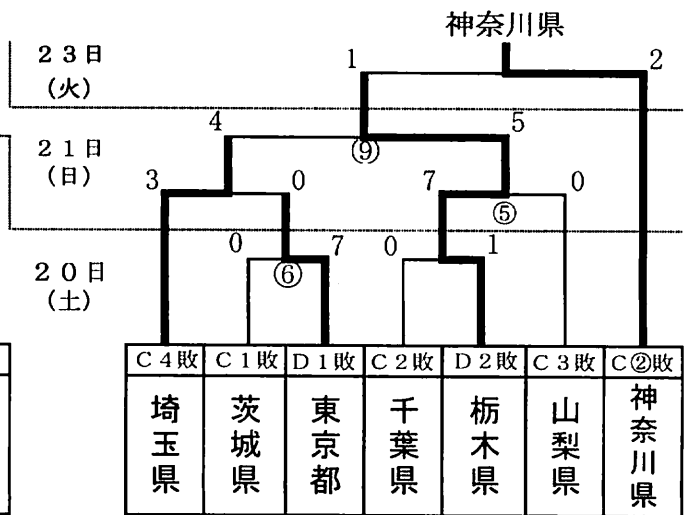 神奈川県
23日
(火)
1
2
21日
(日)
4
5
⑨
3
0
7
0
⑤
20日
(土)
0
7
0
1
⑥
C4敗 C1敗 D1敗 C2敗 D2敗 C3敗 C②敗
埼玉県 茨城県 東京都 千葉県 栃木県 山梨県 神奈川県